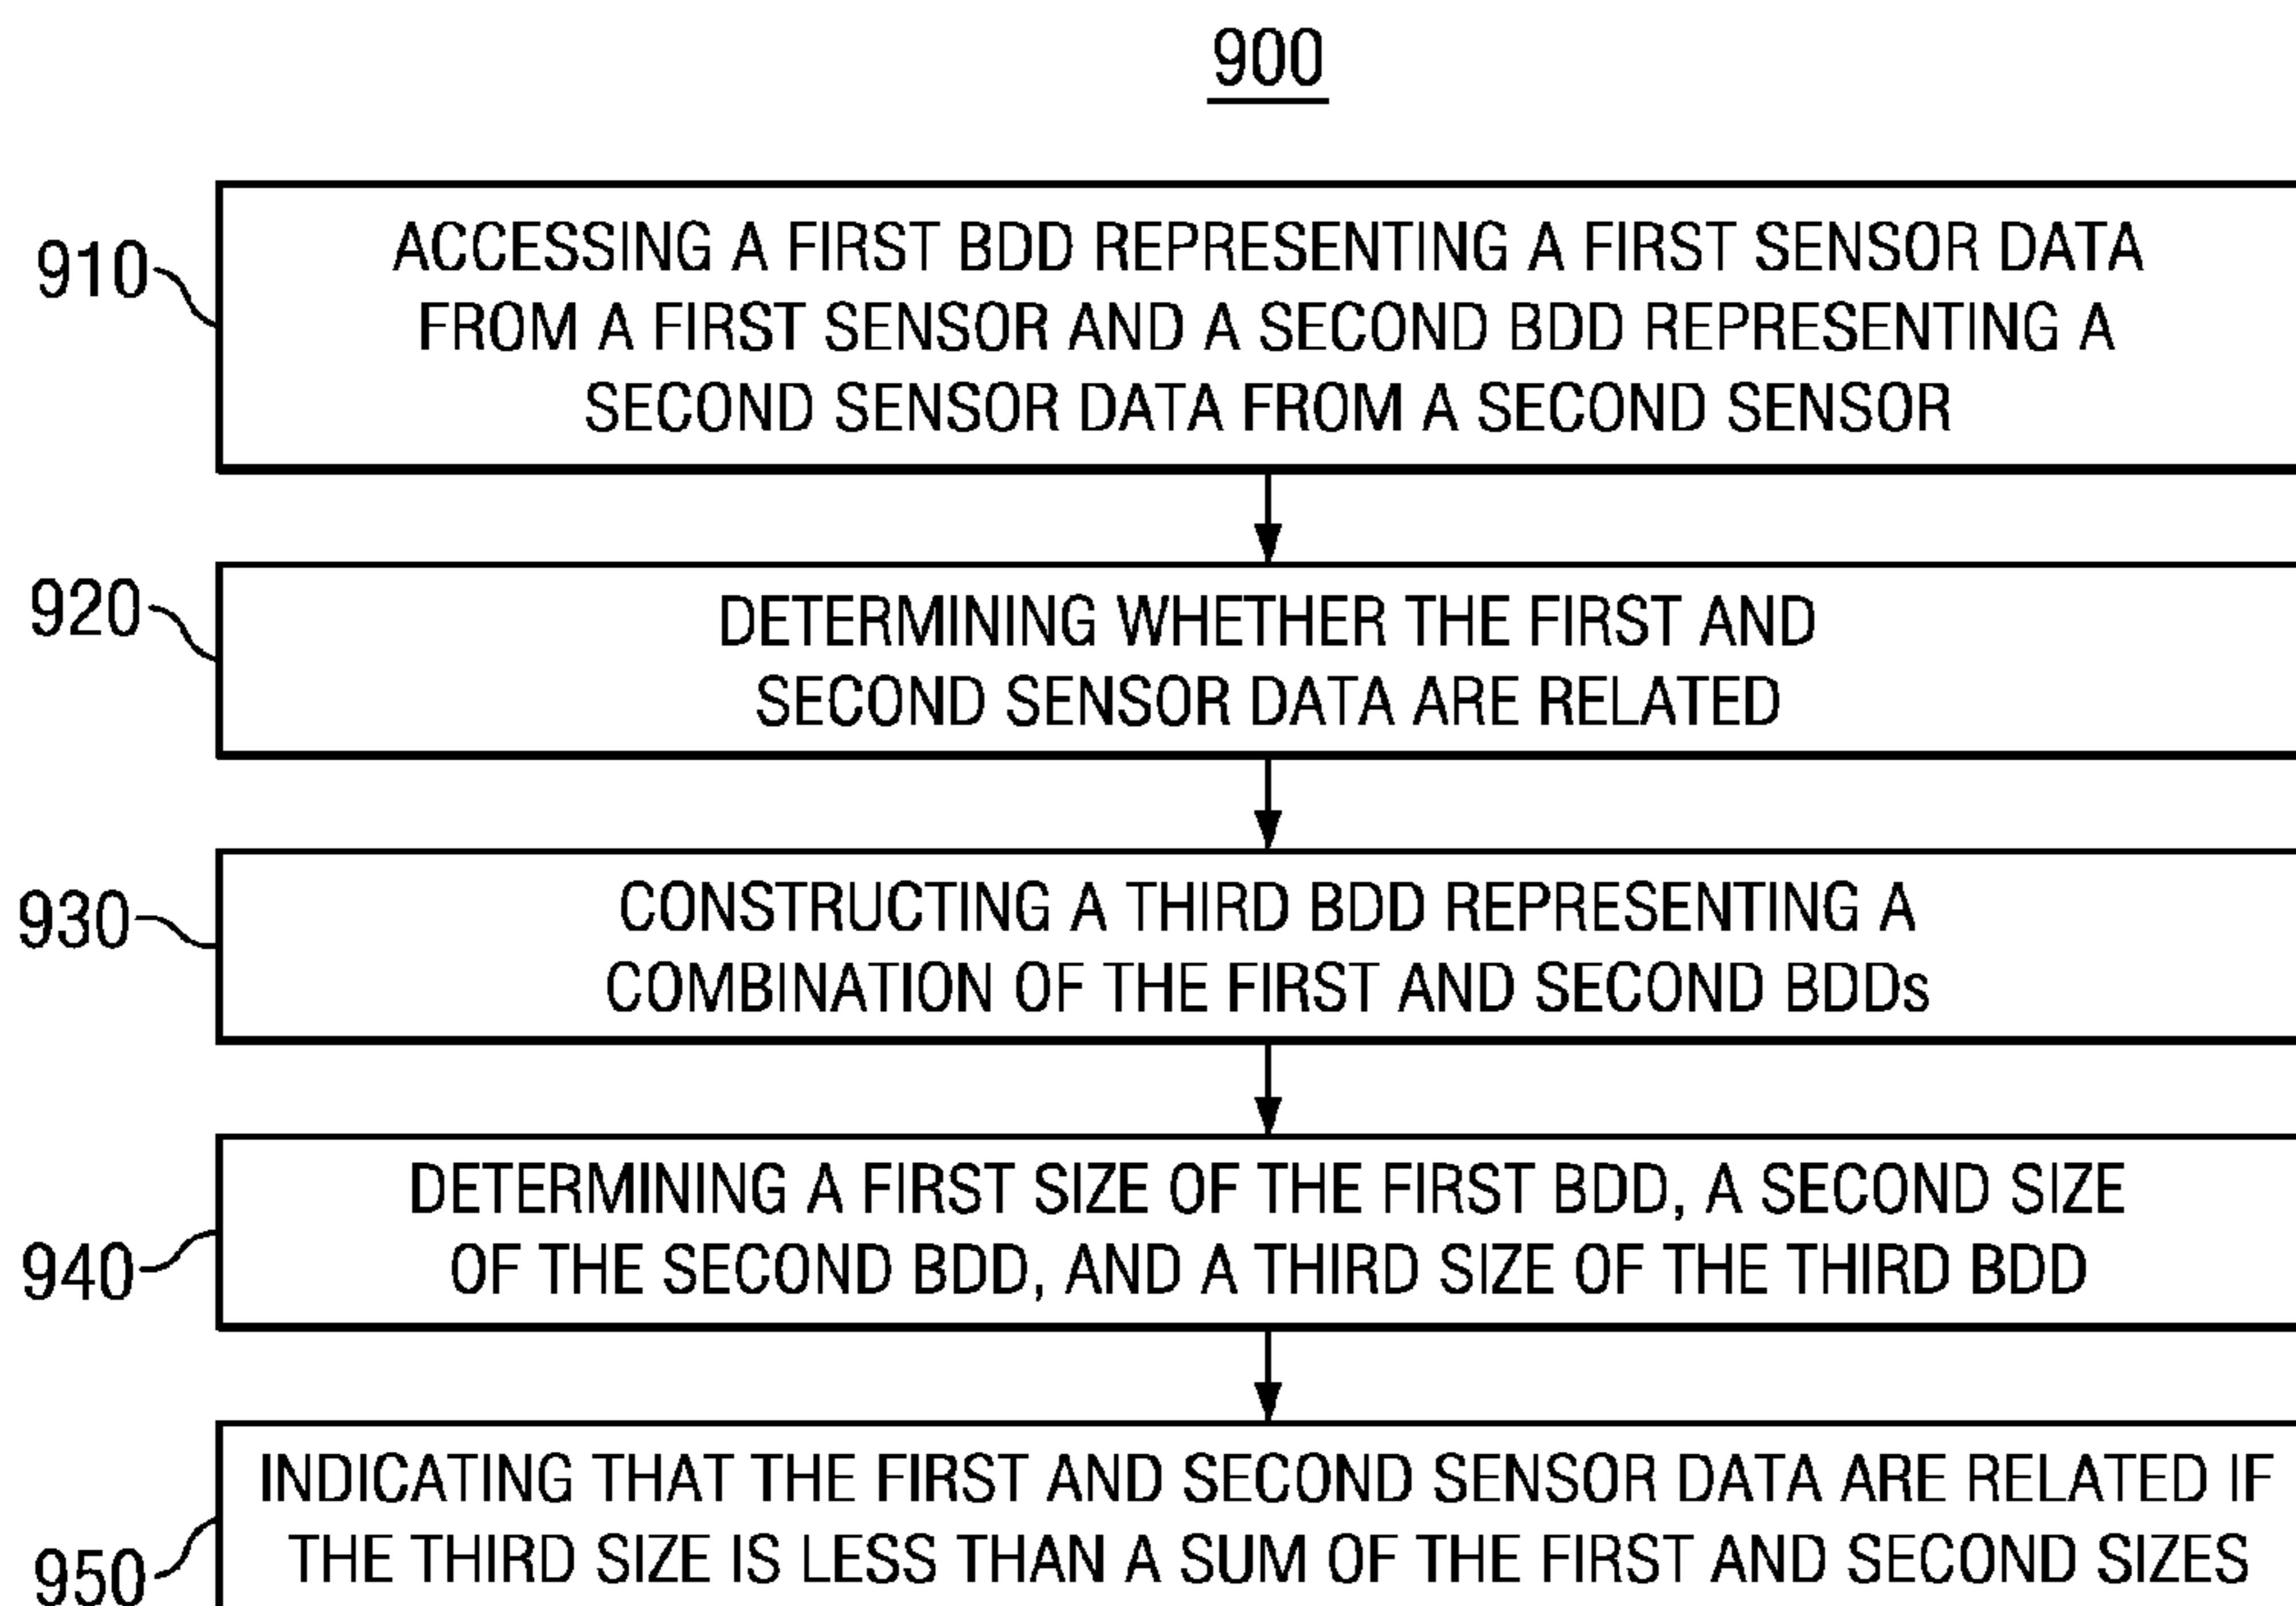 900
910
ACCESSING A FIRST BDD REPRESENTING A FIRST SENSOR DATA
FROM A FIRST SENSOR AND A SECOND BDD REPRESENTING A
SECOND SENSOR DATA FROM A SECOND SENSOR
920
DETERMINING WHETHER THE FIRST AND
SECOND SENSOR DATA ARE RELATED
930
CONSTRUCTING A THIRD BDD REPRESENTING A
COMBINATION OF THE FIRST AND SECOND BDDs
940
DETERMINING A FIRST SIZE OF THE FIRST BDD, A SECOND SIZE
OF THE SECOND BDD, AND A THIRD SIZE OF THE THIRD BDD
950
INDICATING THAT THE FIRST AND SECOND SENSOR DATA ARE RELATED IF
THE THIRD SIZE IS LESS THAN A SUM OF THE FIRST AND SECOND SIZES